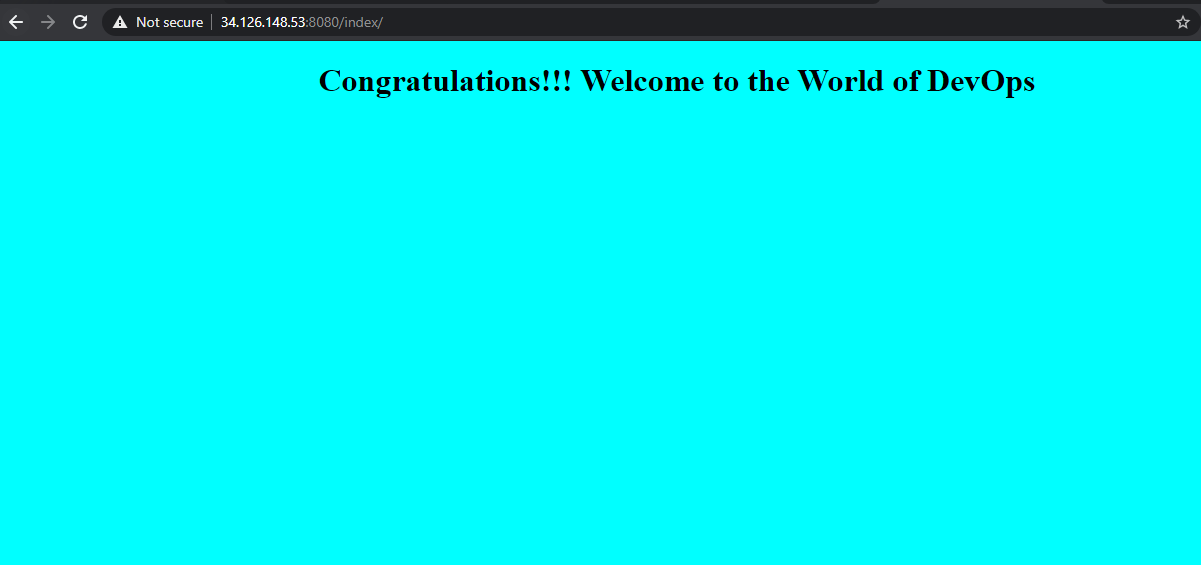 Not secure 34.126.148.53:8080/index/
Congratulations!!! Welcome to the World of DevOps